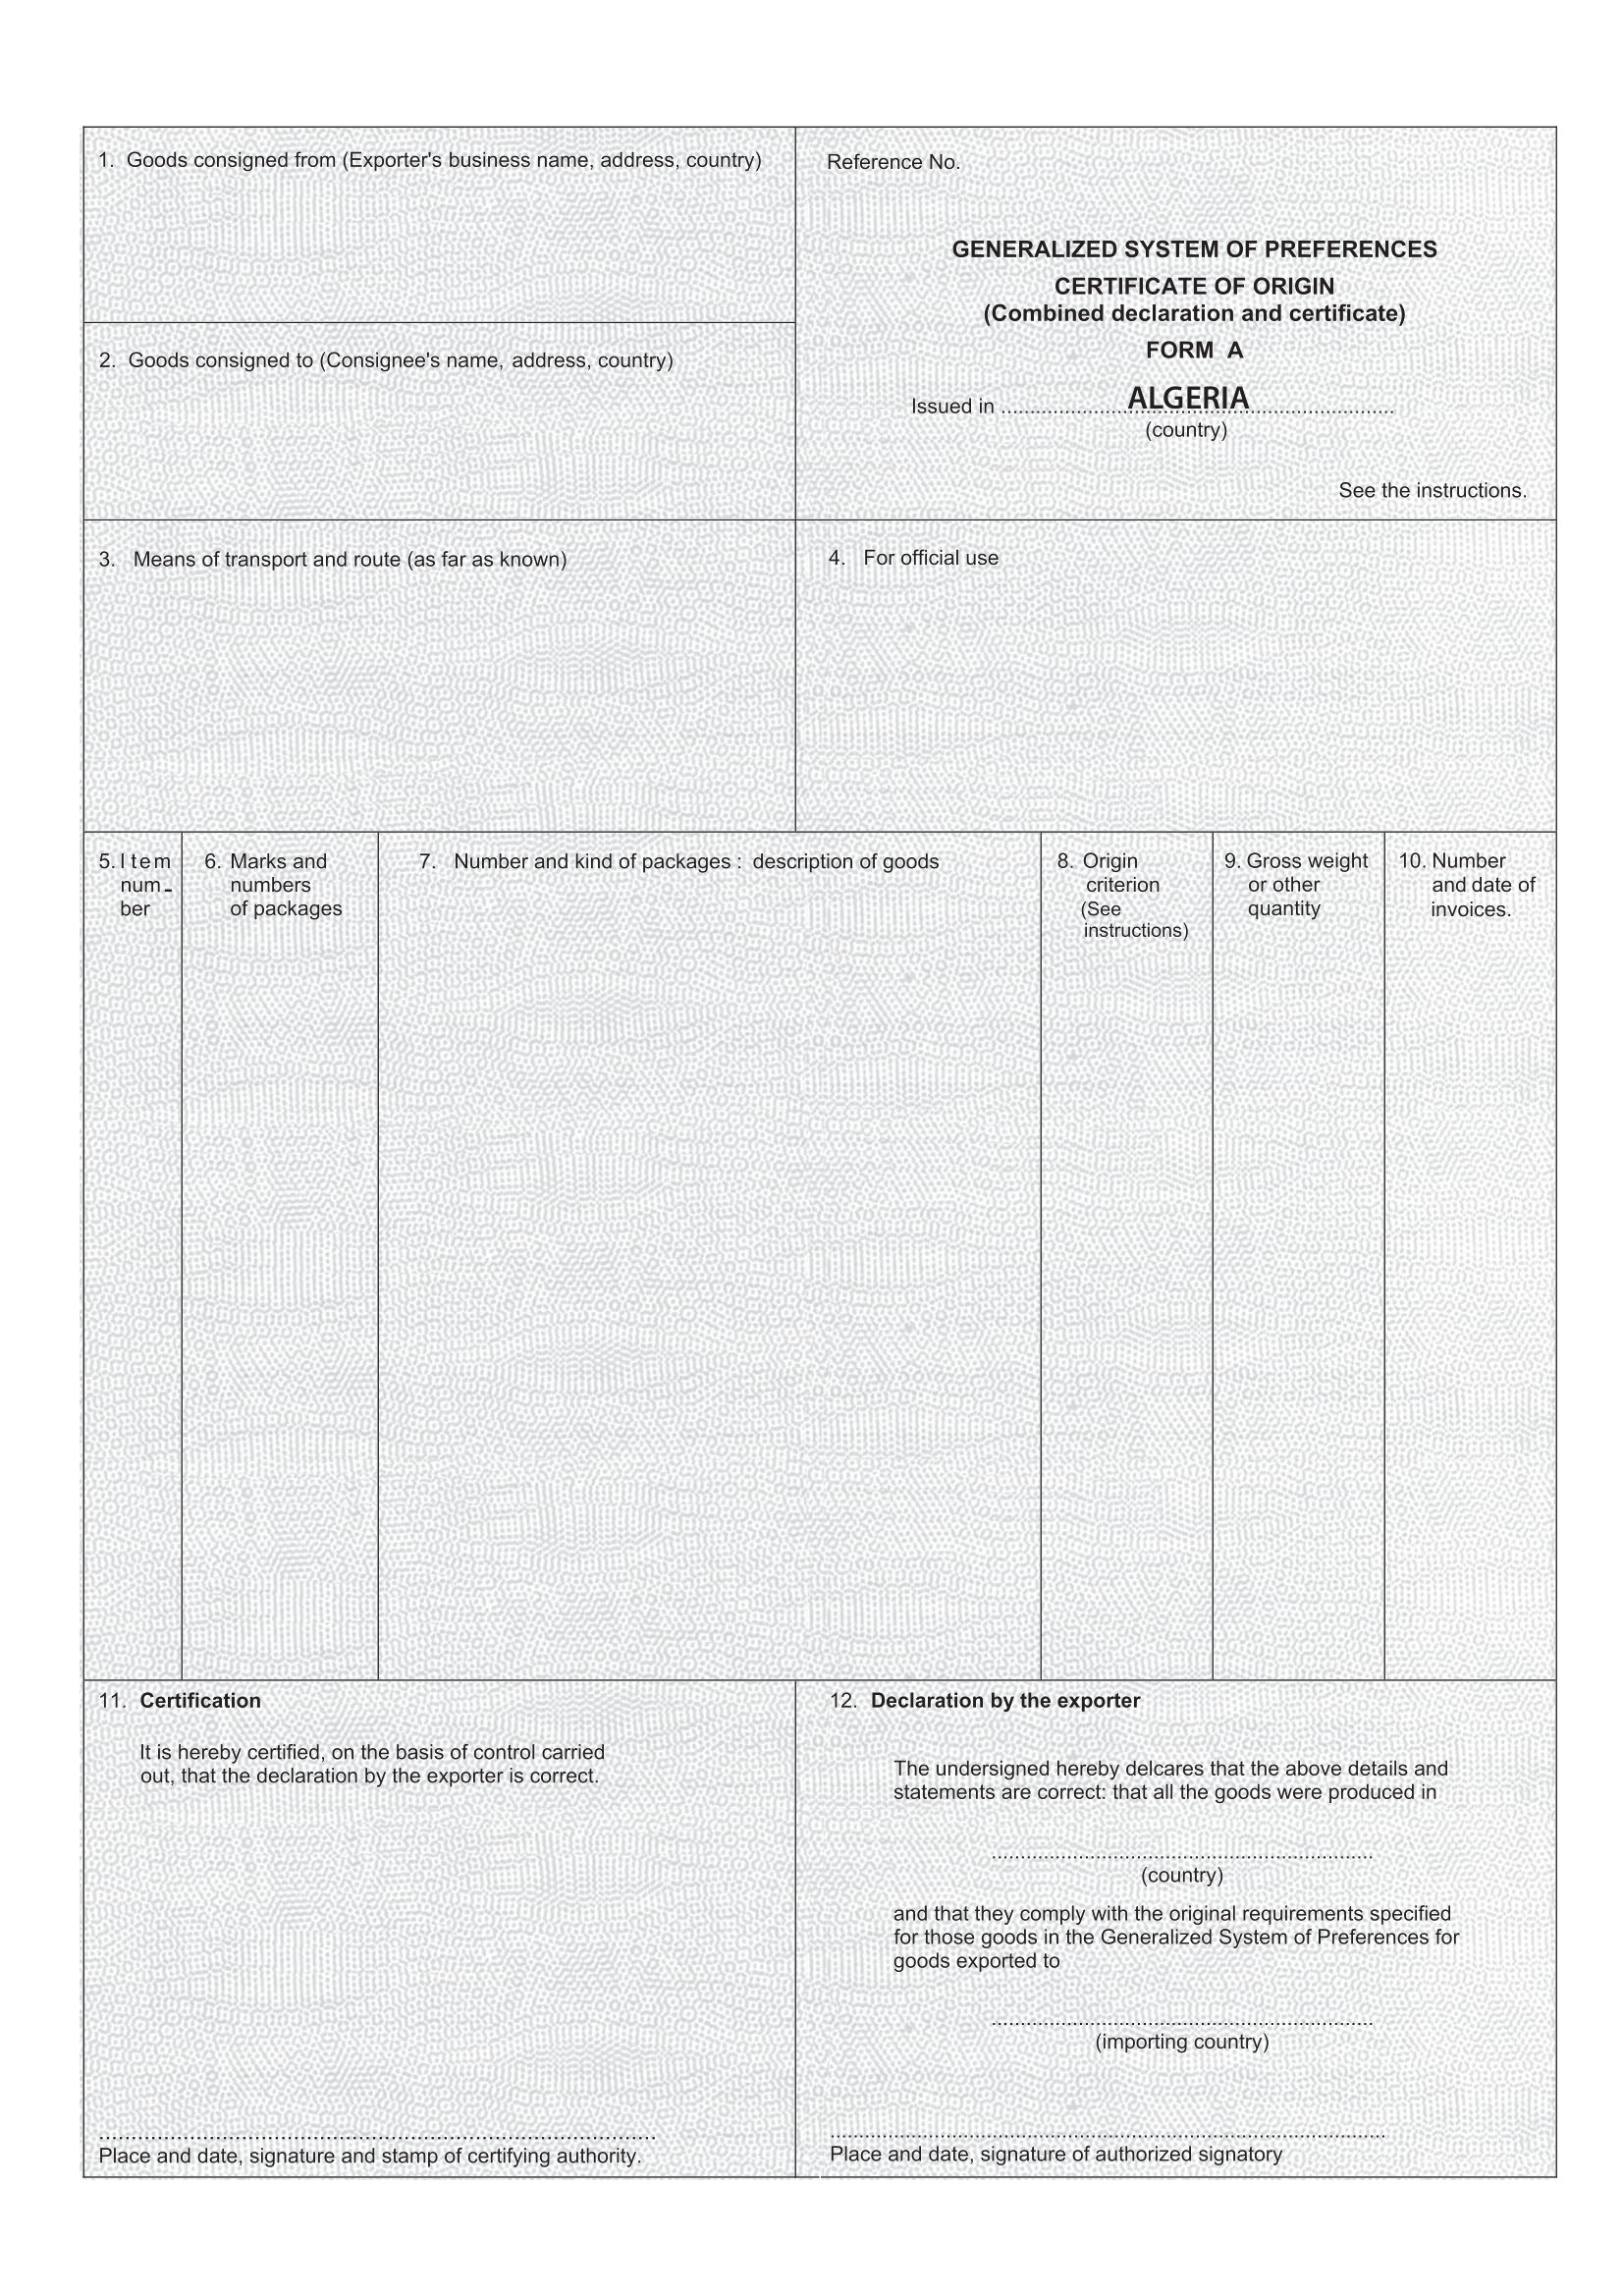 1. Goods consigned from (Exporter's business name, address, country)
Reference No.
GENERALIZED SYSTEM OF PREFERENCES
CERTIFICATE OF ORIGIN
(Combined declaration and certificate)
FORM A
Issued in ........ALGERIA........
(country)
See the instructions.
2. Goods consigned to (Consignee's name, address, country)
3. Means of transport and route (as far as known)
4. For official use
5. Item
num-
ber
6. Marks and
numbers
of packages
7. Number and kind of packages : description of goods
8. Origin
criterion
(See
instructions)
9. Gross weight
or other
quantity
10. Number
and date of
invoices.
11. Certification
It is hereby certified, on the basis of control carried
out, that the declaration by the exporter is correct.
Place and date, signature and stamp of certifying authority.
12. Declaration by the exporter
The undersigned hereby delcares that the above details and
statements are correct: that all the goods were produced in
(country)
and that they comply with the original requirements specified
for those goods in the Generalized System of Preferences for
goods exported to
(importing country)
Place and date, signature of authorized signatory